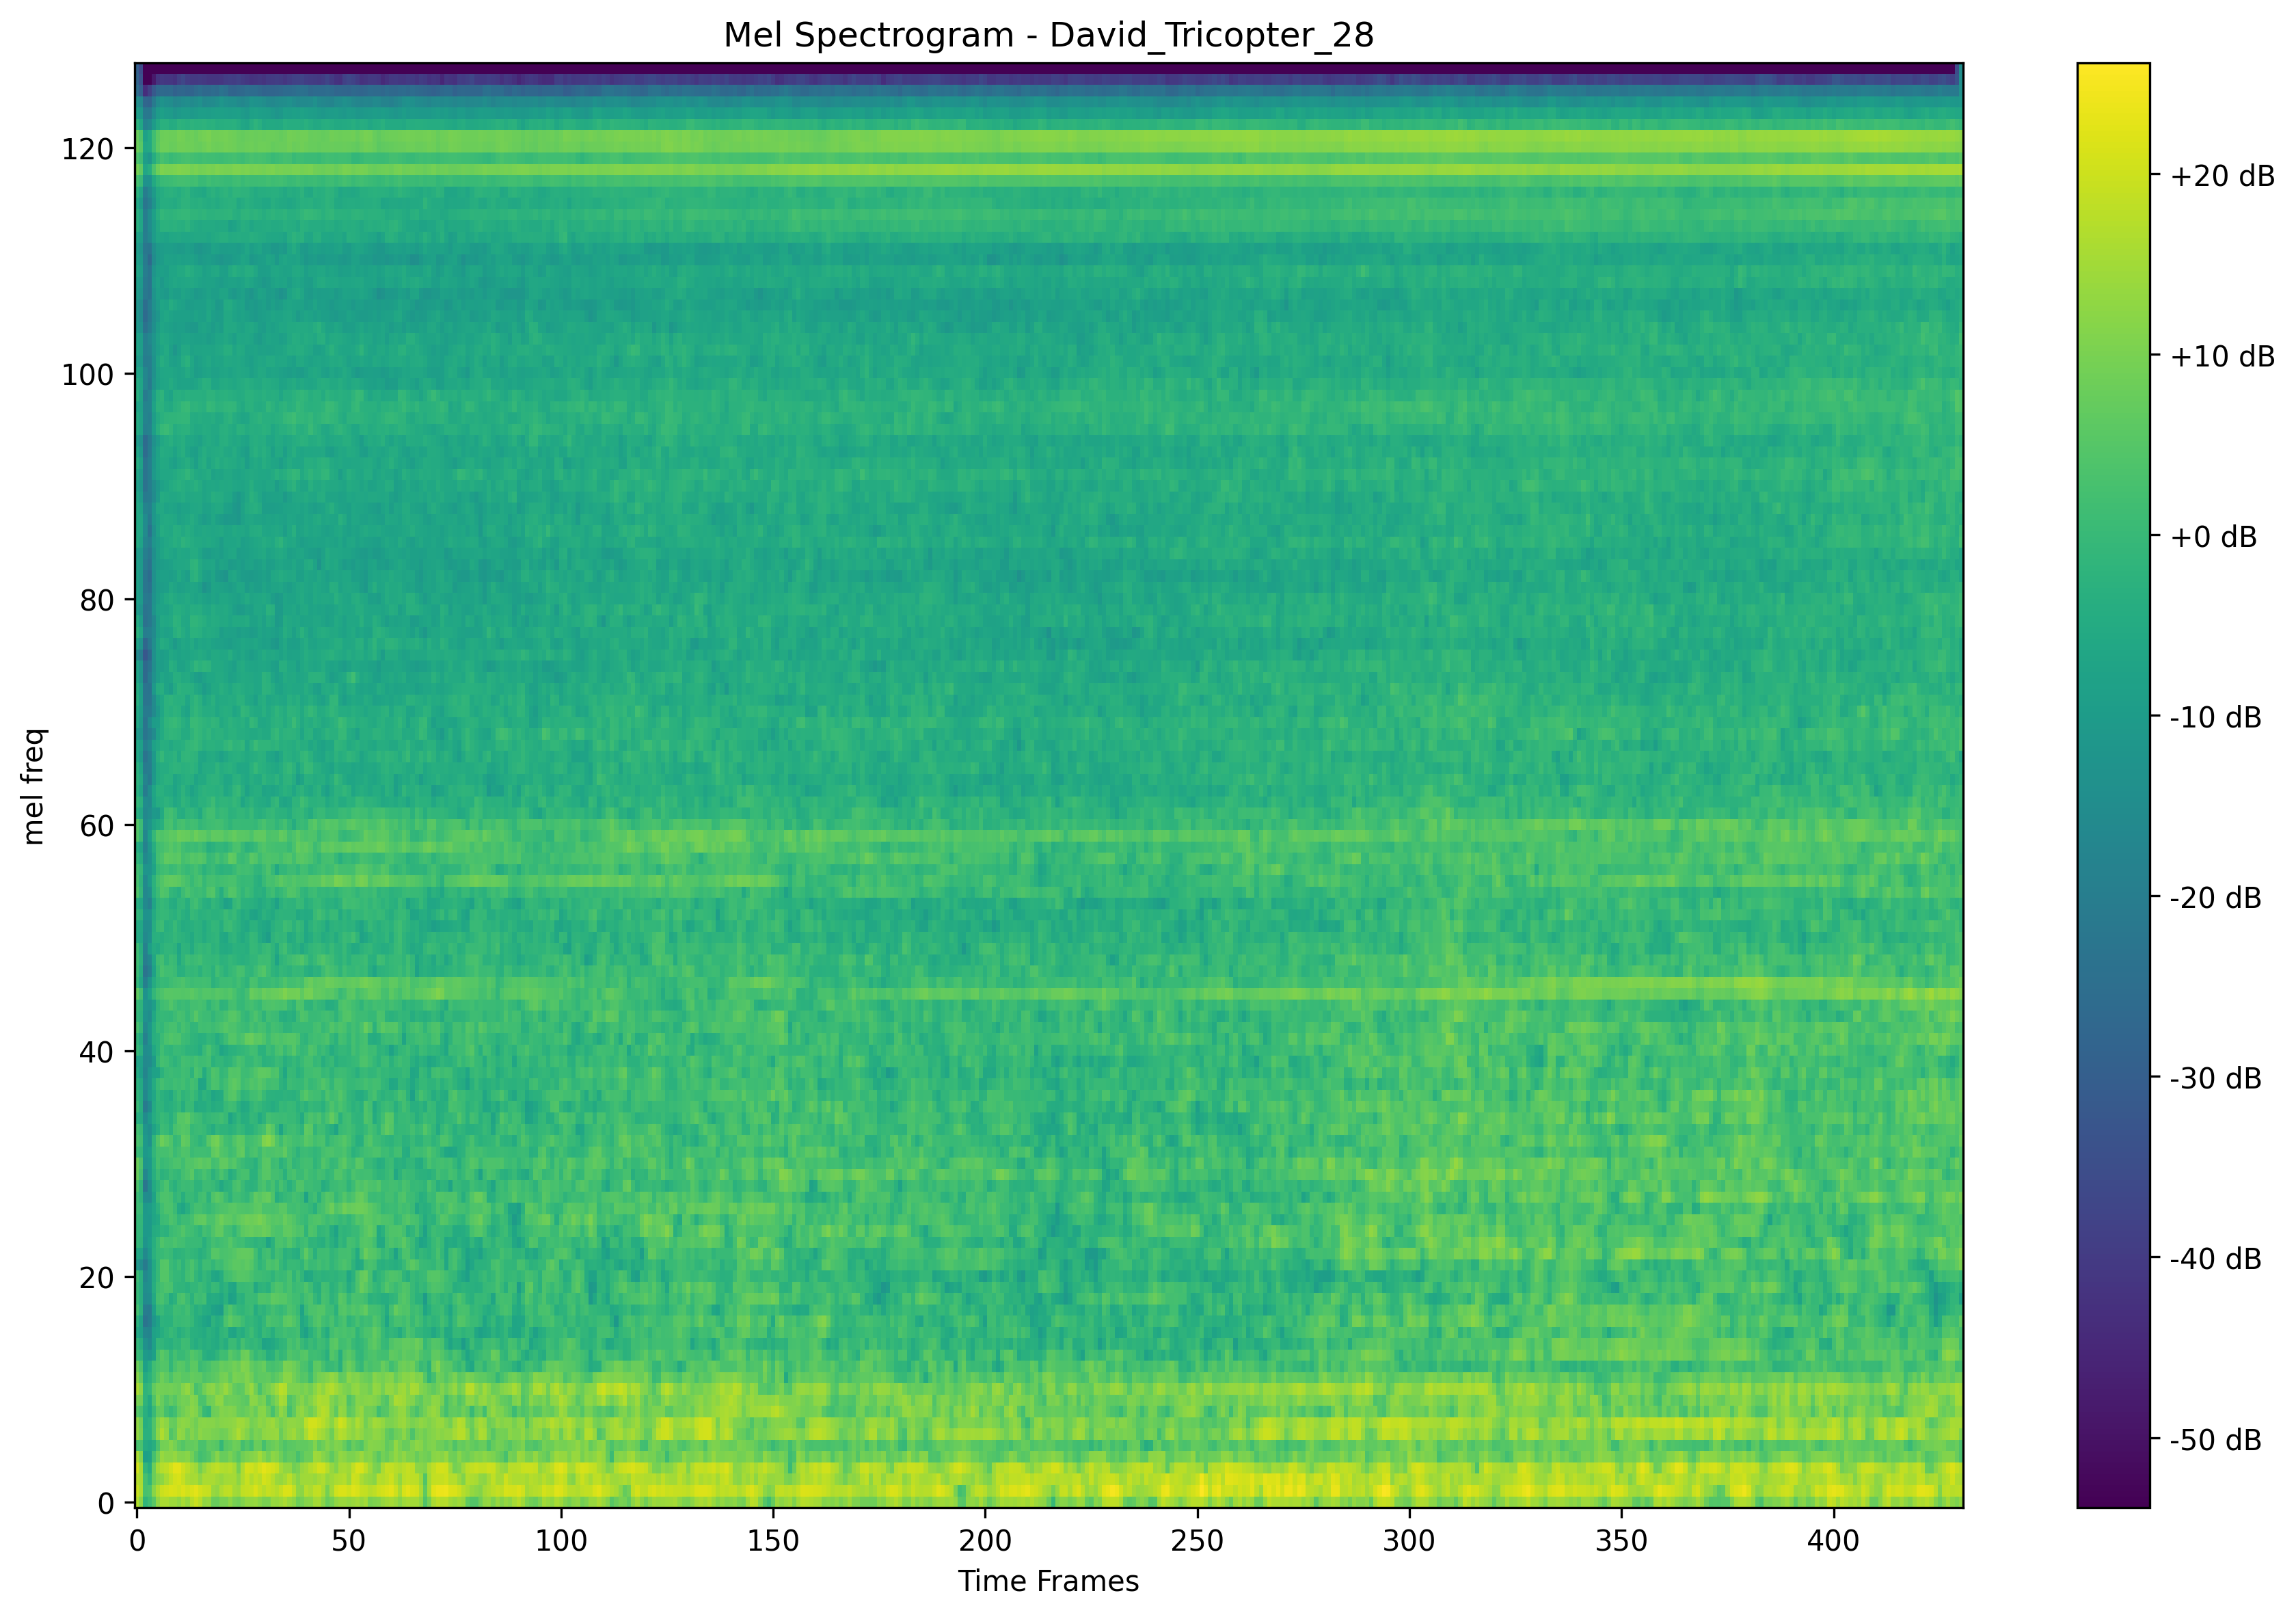 Mel Spectrogram - David_Tricopter_28
mel freq
120
100
80
60
40
20
0
0 50 100 150 200 250 300 350 400
Time Frames
+20 dB
+10 dB
+0 dB
-10 dB
-20 dB
-30 dB
-40 dB
-50 dB